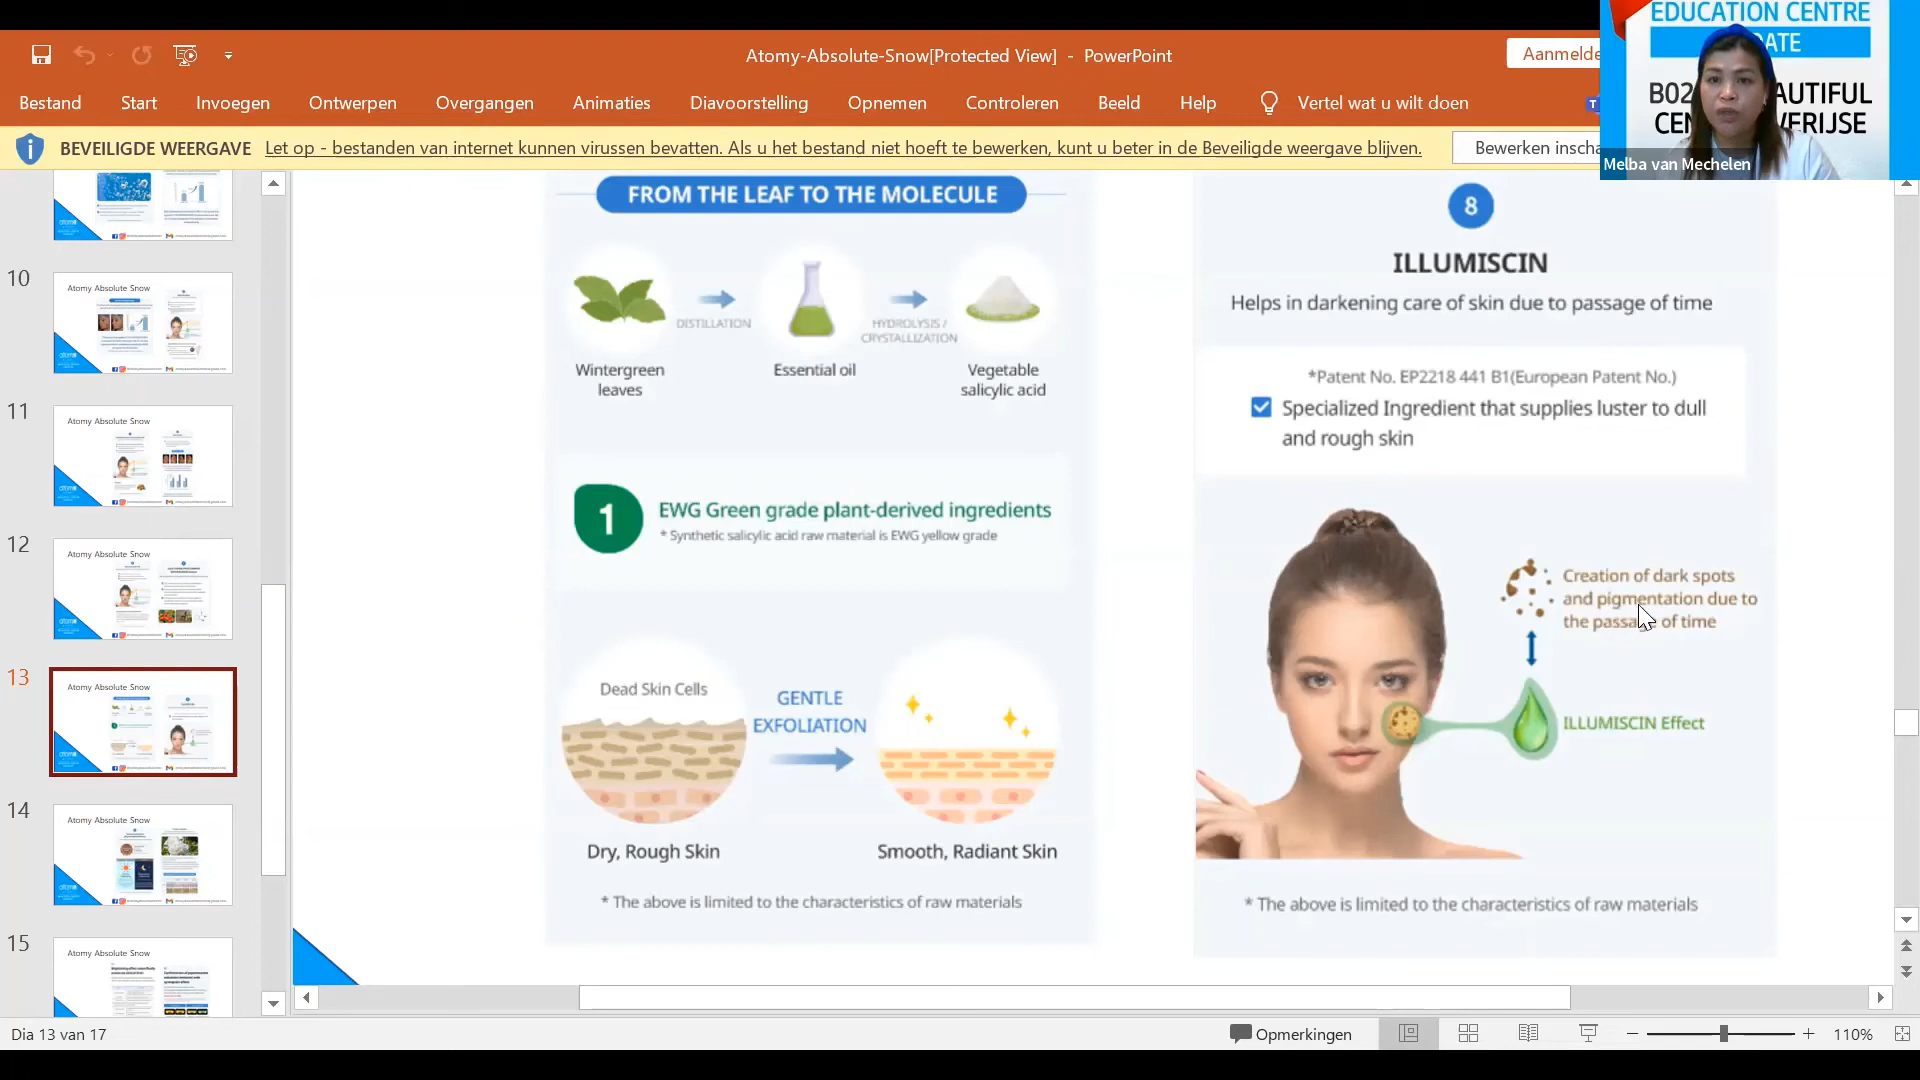 Atomy-Absolute-Snow[Protected View] - PowerPoint
Aanmelde
EDUCATION CENTRE
DATE
B02 AUTIFUL
CEN VERIJSE
Melba van Mechelen
Bestand Start Invoegen Ontwerpen Overgangen Animaties Diavoorstelling Opnemen Controleren Beeld Help Vertel wat u wilt doen
BEVEILIGDE WEERGAVE Let op - bestanden van internet kunnen virussen bevatten. Als u het bestand niet hoeft te bewerken, kunt u beter in de Beveiligde weergave blijven. Bewerken inscha
10
Atomy Absolute Snow
11
Atomy Absolute Snow
12
Atomy Absolute Snow
13
Atomy Absolute Snow
14
Atomy Absolute Snow
15
Atomy Absolute Snow
FROM THE LEAF TO THE MOLECULE
DISTILLATION
HYDROLYSIS /
CRYSTALLIZATION
Wintergreen
leaves
Essential oil
Vegetable
salicylic acid
1
EWG Green grade plant-derived ingredients
* Synthetic salicylic acid raw material is EWG yellow grade
Dead Skin Cells
GENTLE
EXFOLIATION
Dry, Rough Skin
Smooth, Radiant Skin
* The above is limited to the characteristics of raw materials
8
ILLUMISCIN
Helps in darkening care of skin due to passage of time
*Patent No. EP2218 441 B1(European Patent No.)
Specialized Ingredient that supplies luster to dull
and rough skin
Creation of dark spots
and pigmentation due to
the passage of time
ILLUMISCIN Effect
* The above is limited to the characteristics of raw materials
Dia 13 van 17
Opmerkingen
110%